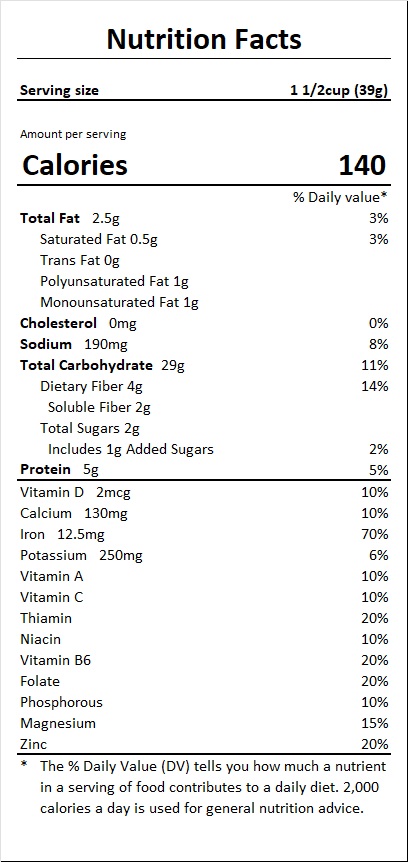 Nutrition Facts
Serving size 1 1/2cup (39g)
Amount per serving
Calories 140
% Daily value*
Total Fat 2.5g 3%
Saturated Fat 0.5g 3%
Trans Fat 0g
Polyunsaturated Fat 1g
Monounsaturated Fat 1g
Cholesterol 0mg 0%
Sodium 190mg 8%
Total Carbohydrate 29g 11%
Dietary Fiber 4g 14%
Soluble Fiber 2g
Total Sugars 2g
Includes 1g Added Sugars 2%
Protein 5g 5%
Vitamin D 2mcg 10%
Calcium 130mg 10%
Iron 12.5mg 70%
Potassium 250mg 6%
Vitamin A 10%
Vitamin C 10%
Thiamin 20%
Niacin 10%
Vitamin B6 20%
Folate 20%
Phosphorous 10%
Magnesium 15%
Zinc 20%
* The % Daily Value (DV) tells you how much a nutrient
in a serving of food contributes to a daily diet. 2,000
calories a day is used for general nutrition advice.